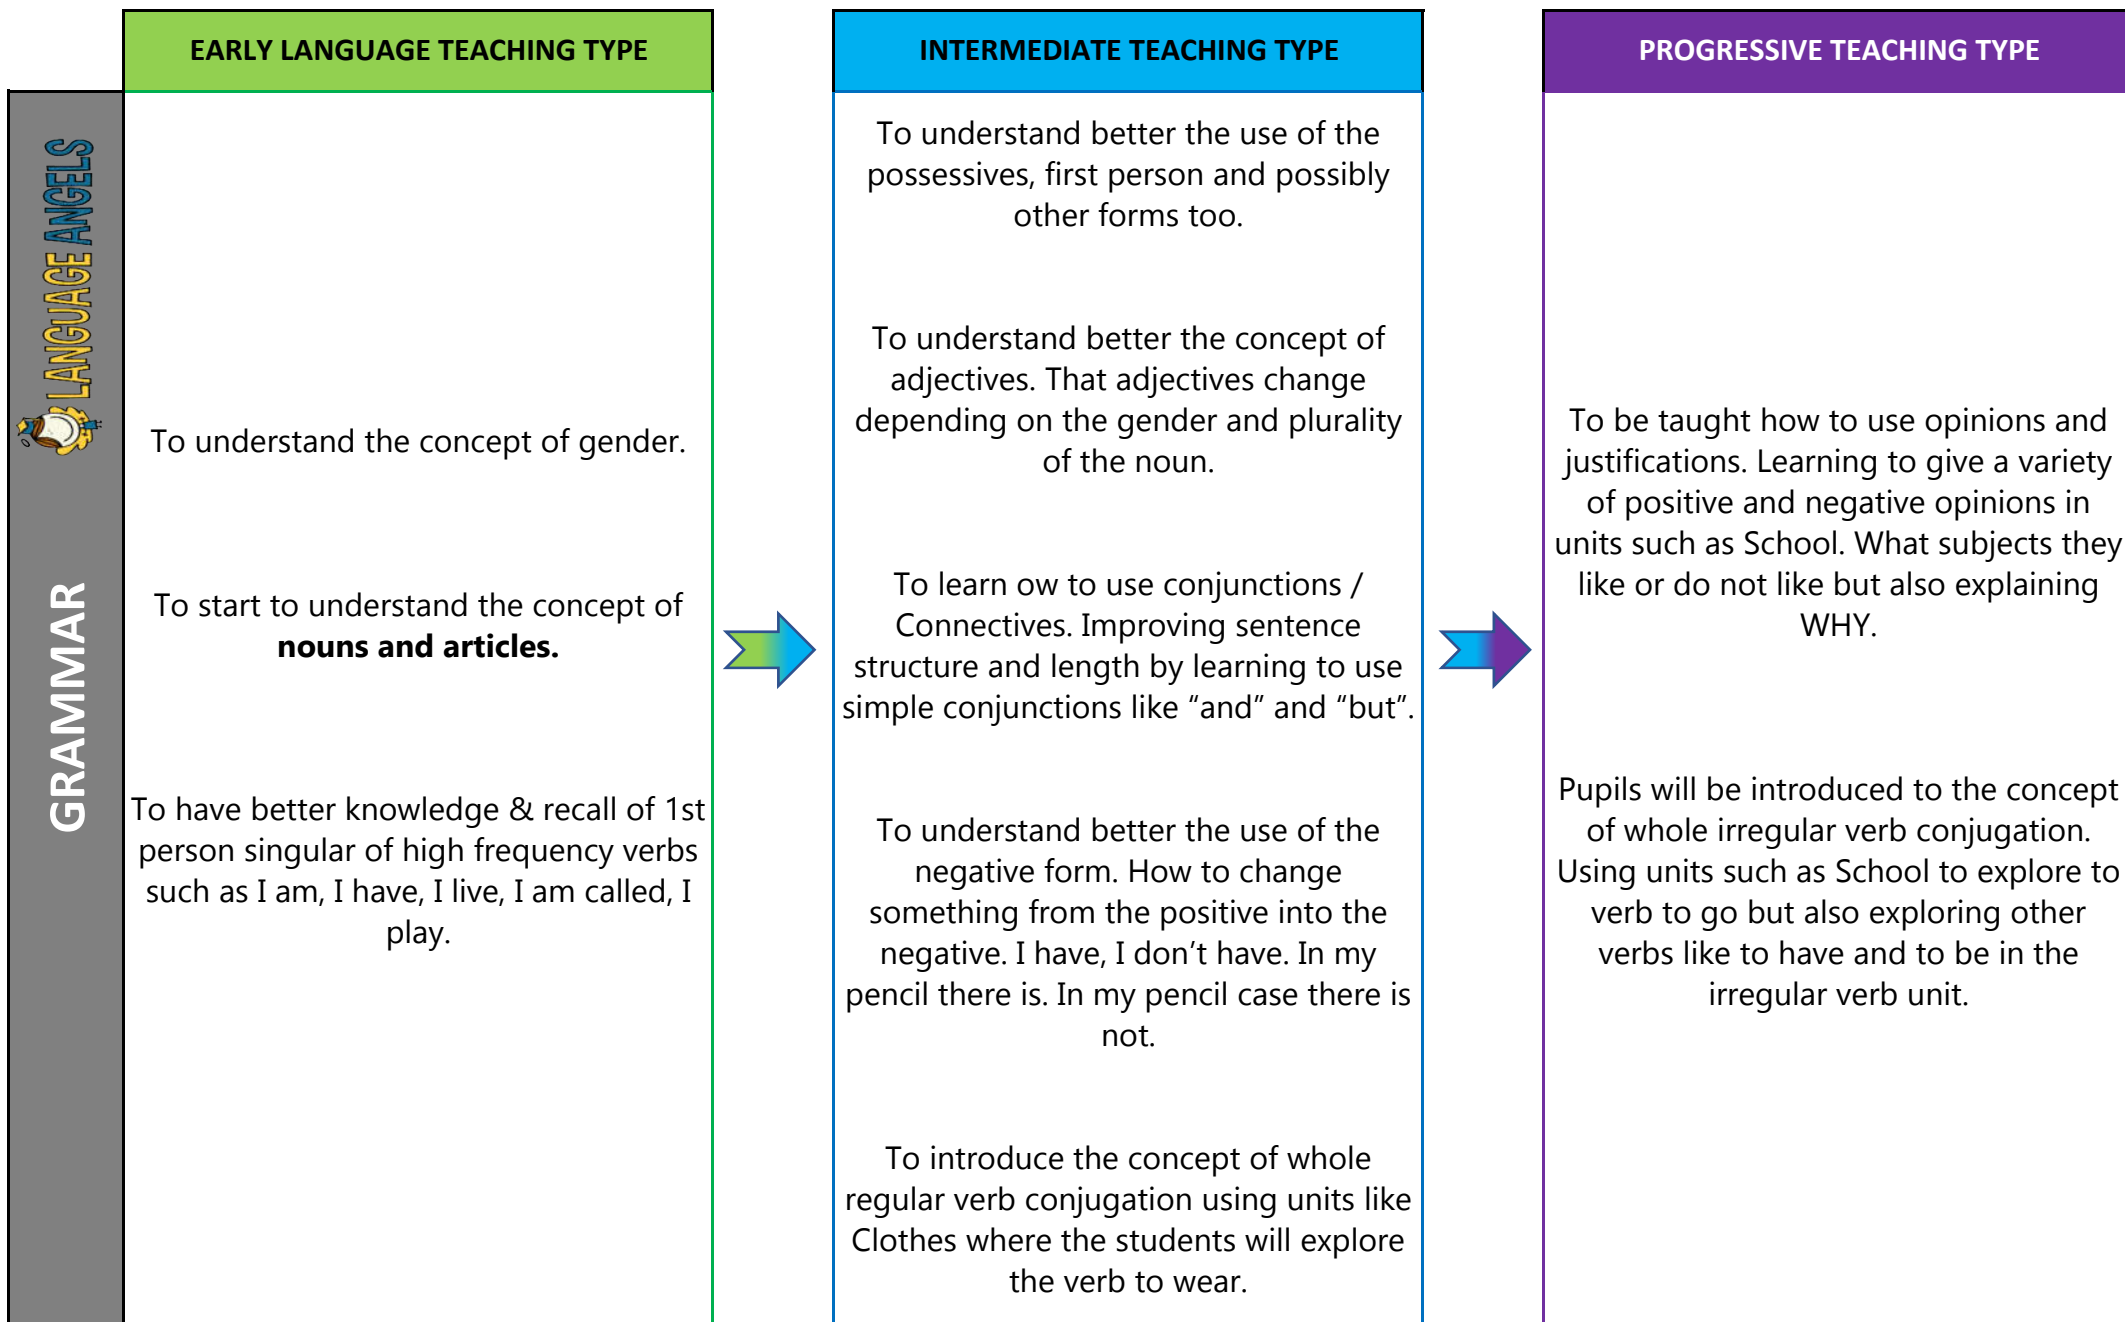 EARLY LANGUAGE TEACHING TYPE
INTERMEDIATE TEACHING TYPE
PROGRESSIVE TEACHING TYPE
LANGUAGE ANGELS
GRAMMAR
To understand the concept of gender.
To start to understand the concept of
nouns and articles.
To have better knowledge & recall of 1st
person singular of high frequency verbs
such as I am, I have, I live, I am called, I
play.
To understand better the use of the
possessives, first person and possibly
other forms too.
To understand better the concept of
adjectives. That adjectives change
depending on the gender and plurality
of the noun.
To learn ow to use conjunctions /
Connectives. Improving sentence
structure and length by learning to use
simple conjunctions like “and” and “but”.
To understand better the use of the
negative form. How to change
something from the positive into the
negative. I have, I don’t have. In my
pencil there is. In my pencil case there is
not.
To introduce the concept of whole
regular verb conjugation using units like
Clothes where the students will explore
the verb to wear.
To be taught how to use opinions and
justifications. Learning to give a variety
of positive and negative opinions in
units such as School. What subjects they
like or do not like but also explaining
WHY.
Pupils will be introduced to the concept
of whole irregular verb conjugation.
Using units such as School to explore to
verb to go but also exploring other
verbs like to have and to be in the
irregular verb unit.